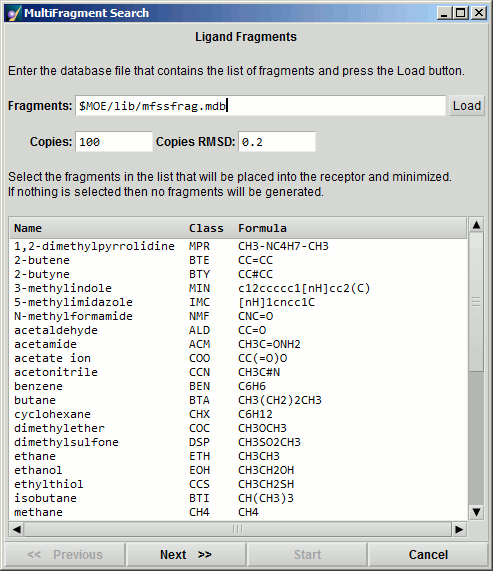 MultiFragment Search
Ligand Fragments
Enter the database file that contains the list of fragments and press the Load button.
Fragments: $MOE/lib/mfssfrag.mdb Load
Copies: 100 Copies RMSD: 0.2
Select the fragments in the list that will be placed into the receptor and minimized.
If nothing is selected then no fragments will be generated.
Name Class Formula
1,2-dimethylpyrrolidine MPR CH3-NC4H7-CH3
2-butene BTE CC=CC
2-butyne BTY CC#CC
3-methylindole MIN c12ccccc1[nH]cc2(C)
5-methylimidazole IMC [nH]1cncc1C
N-methylformamide NMF CNC=O
acetaldehyde ALD CC=O
acetamide ACM CH3C=ONH2
acetate ion COO CC(=O)O
acetonitrile CCN CH3C#N
benzene BEN C6H6
butane BTA CH3(CH2)2CH3
cyclohexane CHX C6H12
dimethylether COC CH3OCH3
dimethylsulfone DSP CH3SO2CH3
ethane ETH CH3CH3
ethanol EOH CH3CH2OH
ethylthiol CCS CH3CH2SH
isobutane BTI CH(CH3)3
methane CH4 CH4
<< Previous Next >> Start Cancel